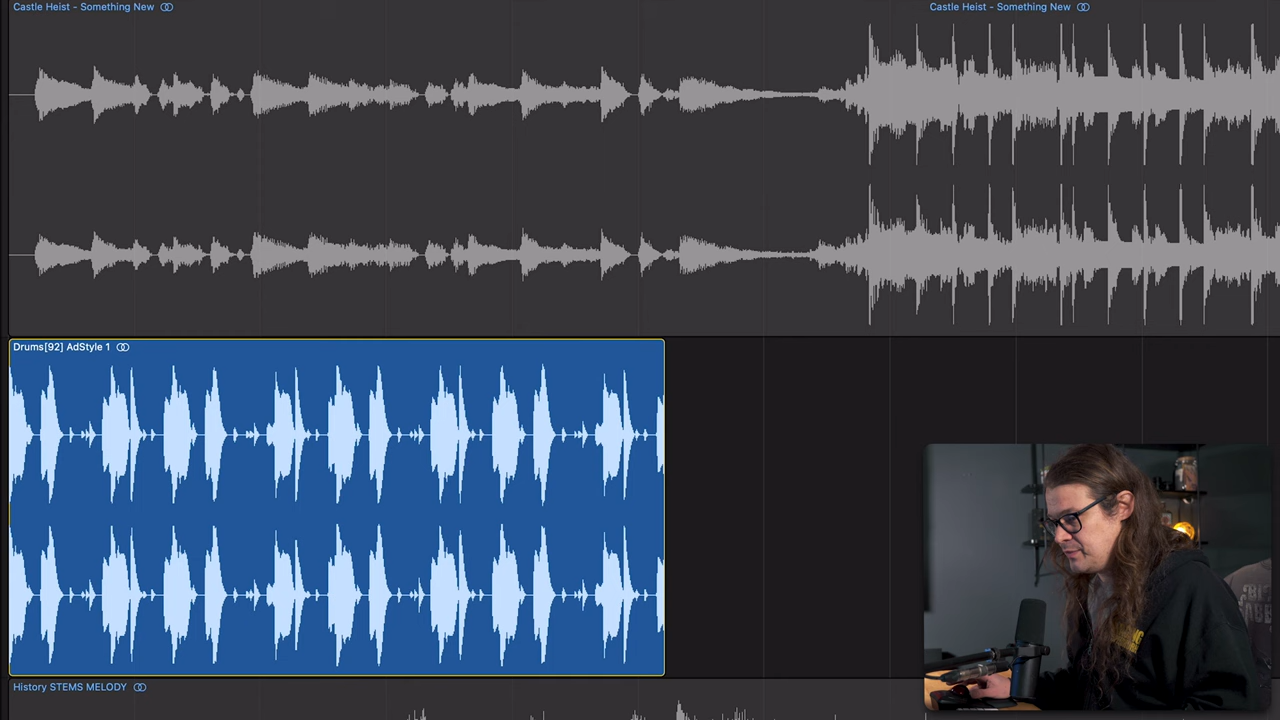 Castle Heist - Something New
Castle Heist - Something New
Drums[92] AdStyle 1
History STEMS MELODY